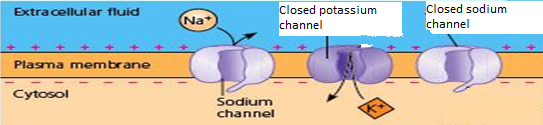 Extracellular fluid
Na+
Closed potassium
channel
Closed sodium
channel
Plasma membrane
Cytosol
Sodium
channel
K+